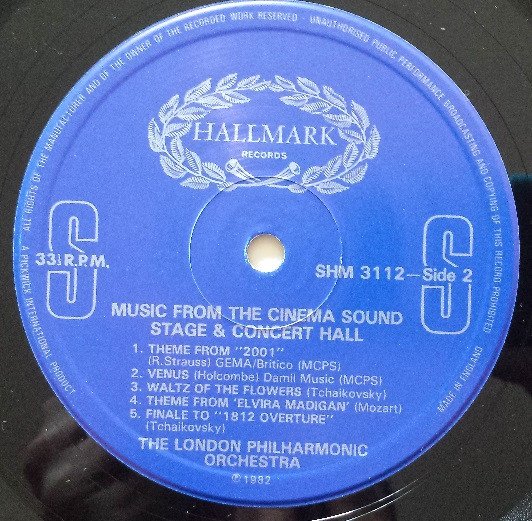 ALL RIGHTS OF THE MANUFACTURER AND OF THE OWNER OF THE RECORDED WORK RESERVED - UNAUTHORISED PUBLIC PERFORMANCE, BROADCASTING AND COPYING OF THIS RECORD PROHIBITED
HALLMARK
RECORDS
S
S
33⅓ R.P.M.
SHM 3112—Side 2
MUSIC FROM THE CINEMA SOUND
STAGE & CONCERT HALL
1. THEME FROM "2001"
(R.Strauss) GEMA/Britico (MCPS)
2. VENUS (Holcombe) Damil Music (MCPS)
3. WALTZ OF THE FLOWERS (Tchaikovsky)
4. THEME FROM 'ELVIRA MADIGAN' (Mozart)
5. FINALE TO "1812 OVERTURE"
(Tchaikovsky)
THE LONDON PHILHARMONIC
ORCHESTRA
℗ 1982
A PICKWICK INTERNATIONAL PRODUCT
MADE IN ENGLAND